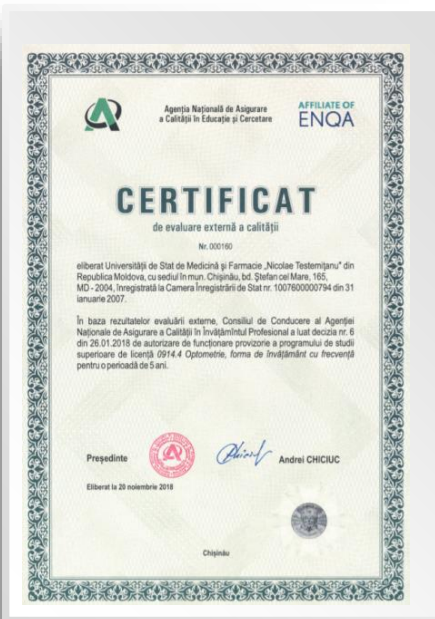 Agenția Națională de Asigurare
a Calității în Educație și Cercetare
AFFILIATE OF
ENQA
CERTIFICAT
de evaluare externă a calității
Nr. 000160
eliberat Universității de Stat de Medicină și Farmacie „Nicolae Testemițanu" din
Republica Moldova, cu sediul în mun. Chișinău, bd. Ștefan cel Mare, 165,
MD - 2004, înregistrată la Camera Înregistrării de Stat nr. 1007600000794 din 31
ianuarie 2007.
În baza rezultatelor evaluării externe, Consiliul de Conducere al Agenției
Naționale de Asigurare a Calității în Învățămîntul Profesional a luat decizia nr. 6
din 26.01.2018 de autorizare de funcționare provizorie a programului de studii
superioare de licență 0914.4 Optometrie, forma de învățământ cu frecvență
pentru o perioadă de 5 ani.
Președinte
Andrei CHICIUC
Eliberat la 20 noiembrie 2018
Chișinău